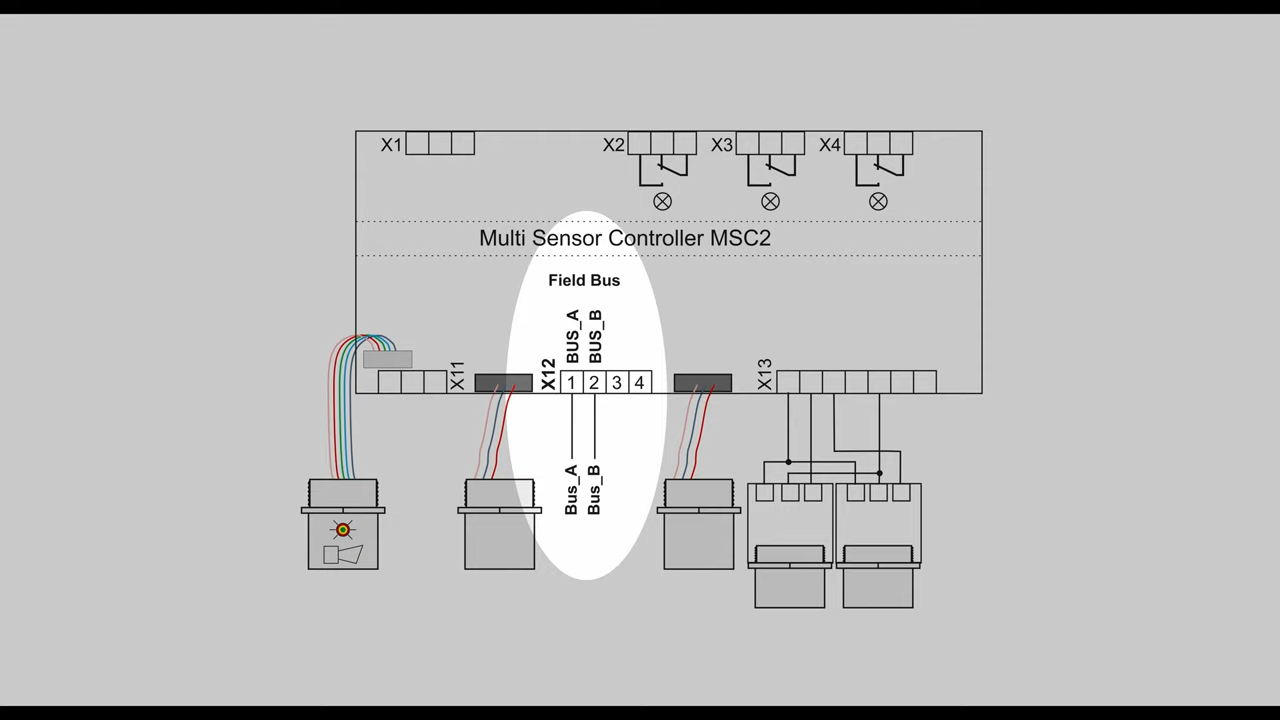 X1
X2
X3
X4
Multi Sensor Controller MSC2
Field Bus
BUS_A
BUS_B
X11
X12
1
2
3
4
X13
Bus_A
Bus_B